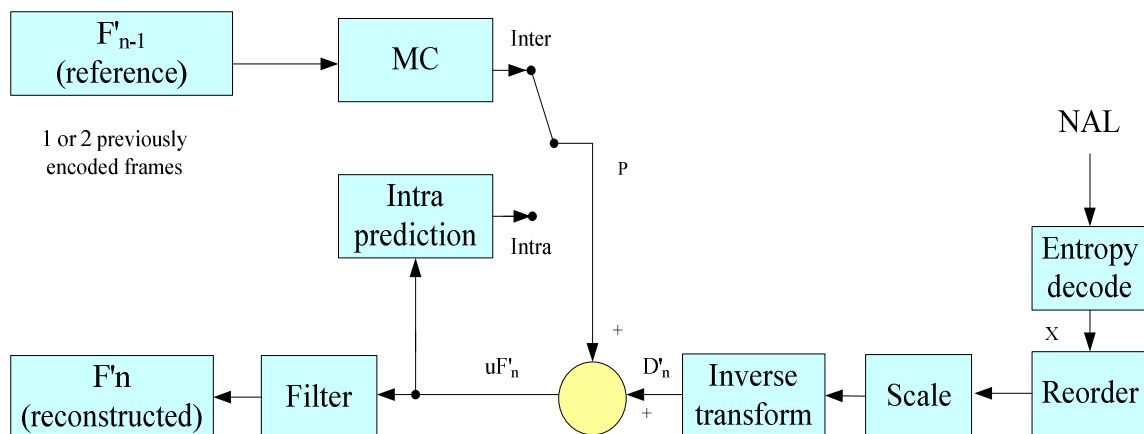 F'n-1
(reference)
MC
Inter
1 or 2 previously
encoded frames
NAL
P
Intra
prediction
Intra
Entropy
decode
X
+
F'n
(reconstructed)
Filter
uF'n
D'n
+
Inverse
transform
Scale
Reorder